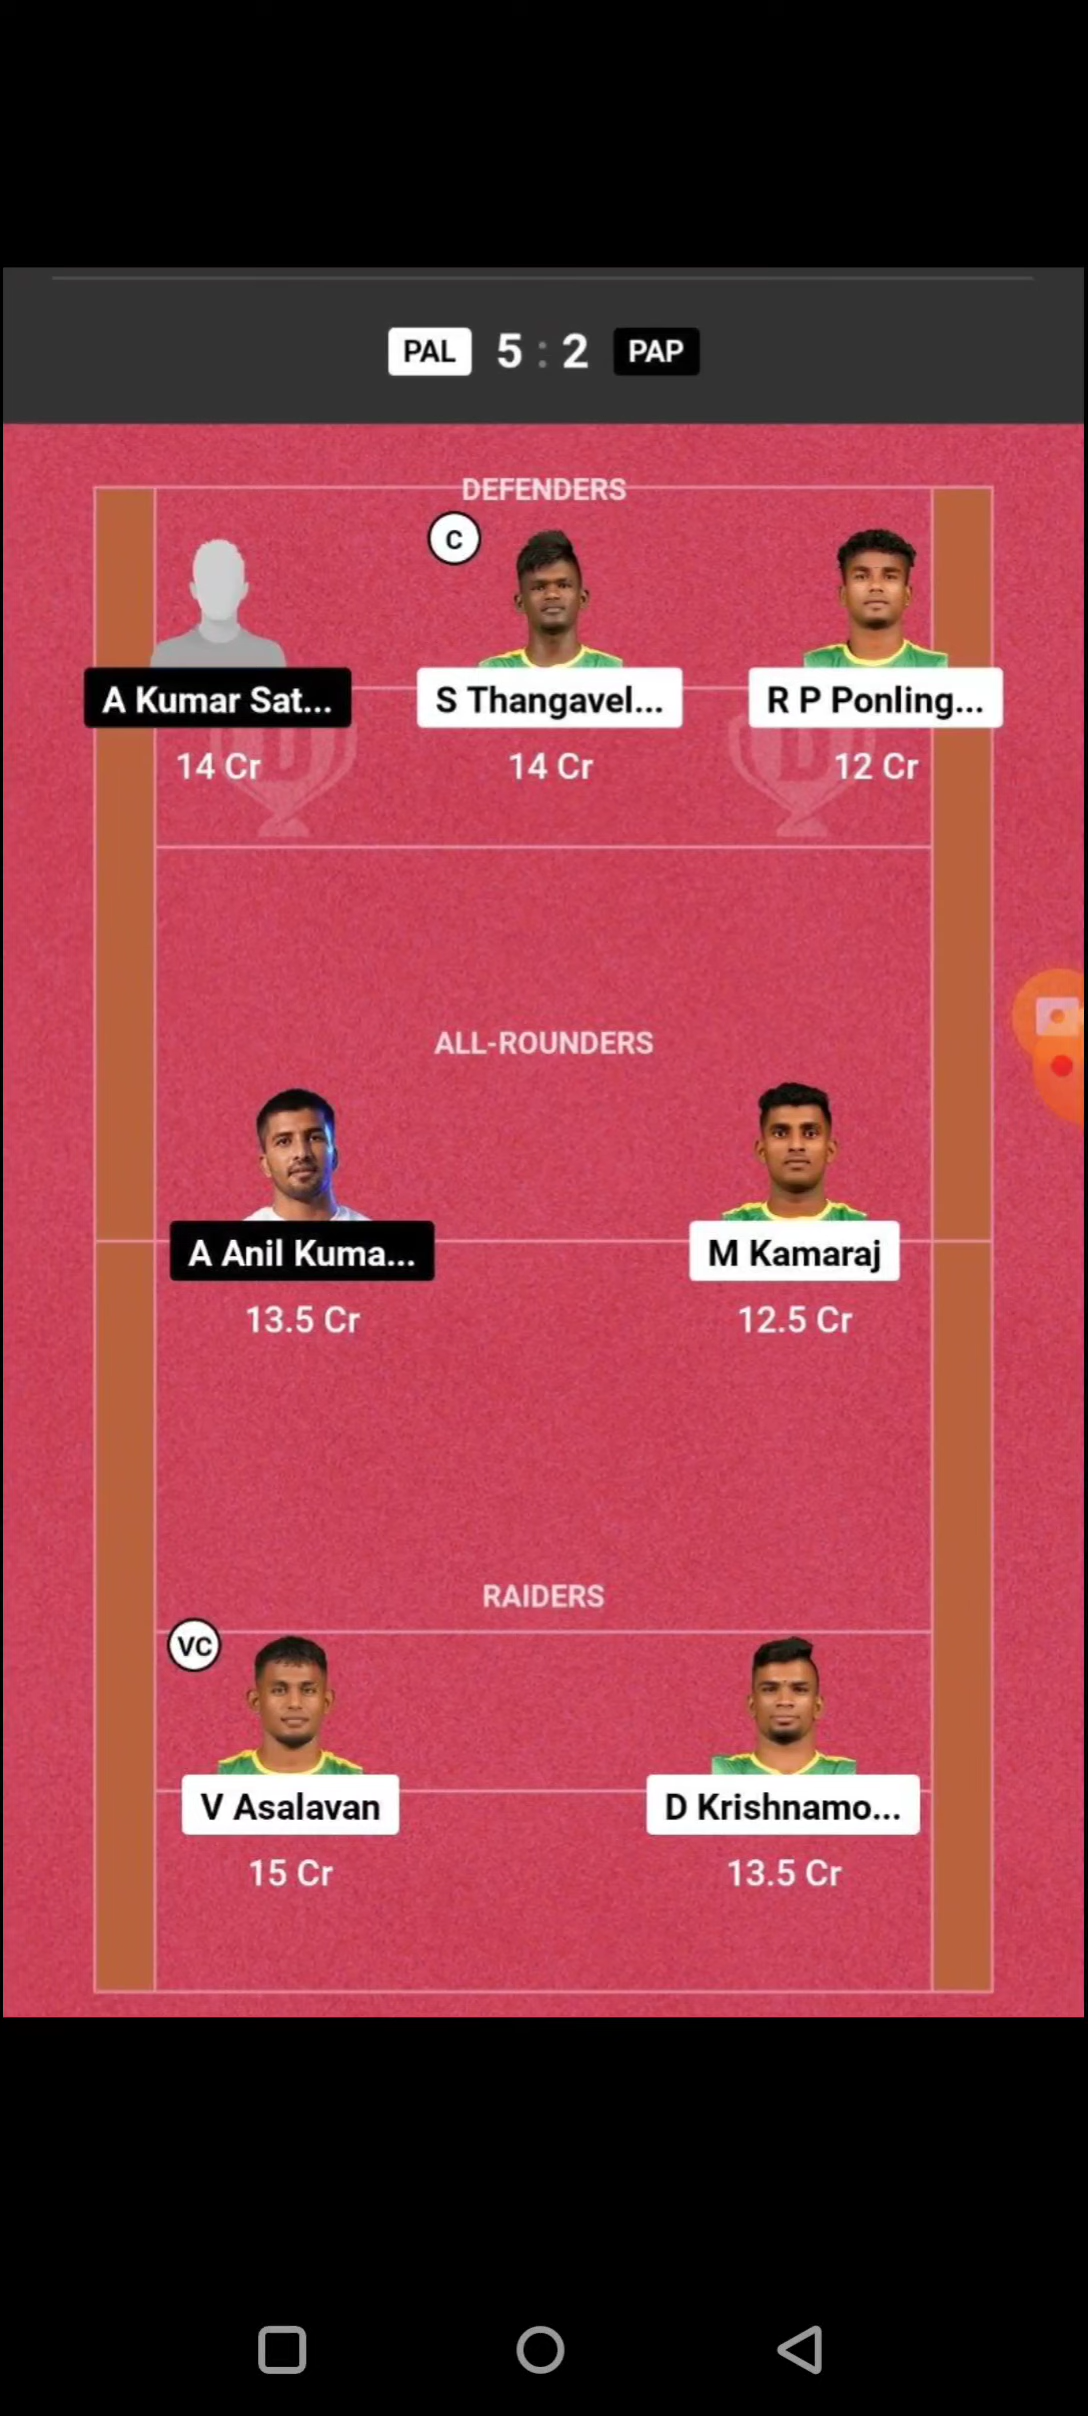 PAL 5 : 2 PAP
DEFENDERS
C
A Kumar Sat... S Thangavel... R P Ponling...
14 Cr 14 Cr 12 Cr
ALL-ROUNDERS
A Anil Kuma... M Kamaraj
13.5 Cr 12.5 Cr
RAIDERS
VC
V Asalavan D Krishnamo...
15 Cr 13.5 Cr